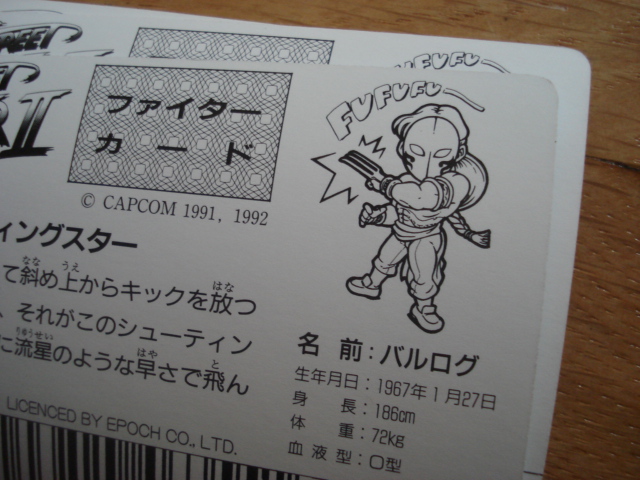 FUFUFU
ファイター
カード
II
© CAPCOM 1991, 1992
ィングスター
て斜め上からキックを放つ
、それがこのシューティン
に流星のような早さで飛ん
LICENCED BY EPOCH CO., LTD.
名 前:バルログ
生年月日:1967年1月27日
身 長:186cm
体 重:72kg
血液型:O型